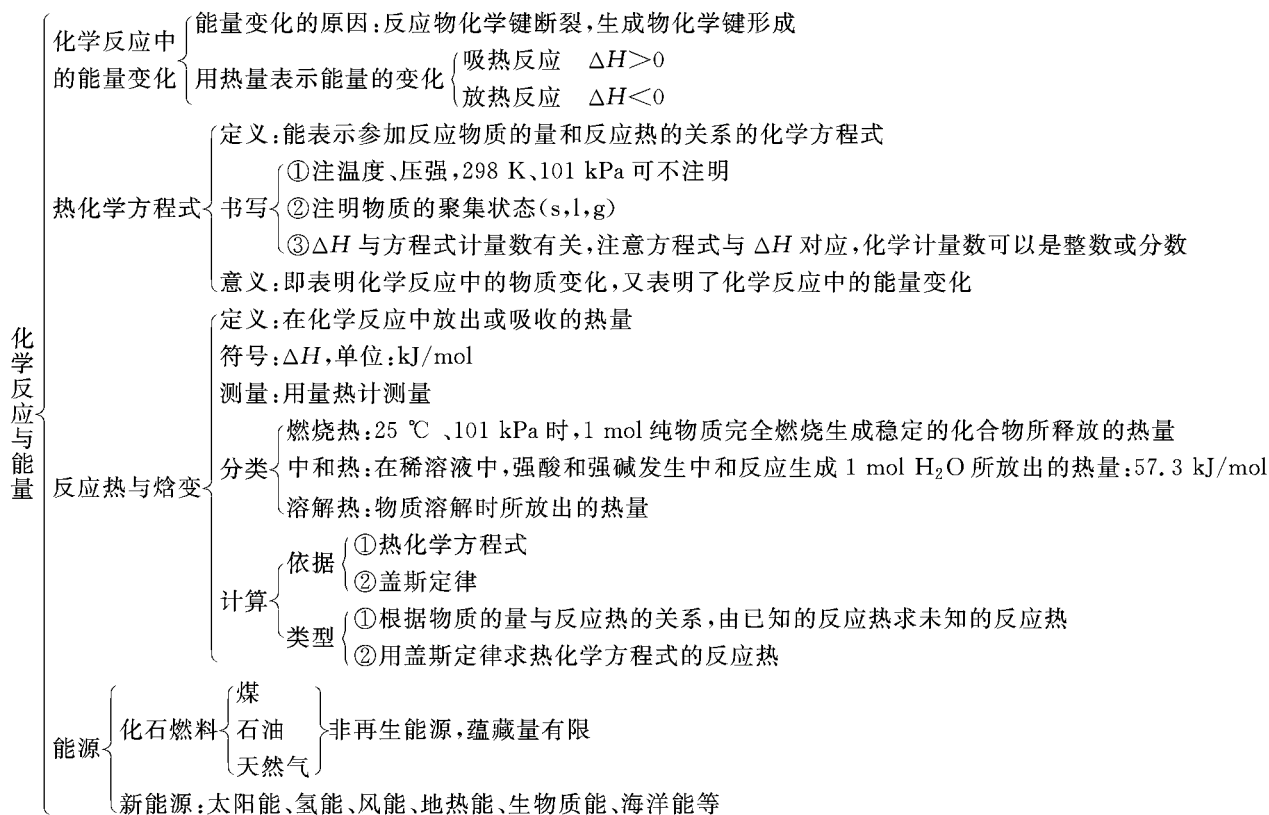 化学反应与能量
化学反应中的能量变化
能量变化的原因:反应物化学键断裂,生成物化学键形成
用热量表示能量的变化
吸热反应 ΔH>0
放热反应 ΔH<0
热化学方程式
定义:能表示参加反应物质的量和反应热的关系的化学方程式
书写
①注温度、压强,298 K、101 kPa可不注明
②注明物质的聚集状态(s,l,g)
③ΔH与方程式计量数有关,注意方程式与ΔH对应,化学计量数可以是整数或分数
意义:即表明化学反应中的物质变化,又表明了化学反应中的能量变化
反应热与焓变
定义:在化学反应中放出或吸收的热量
符号:ΔH,单位:kJ/mol
测量:用量热计测量
分类
燃烧热:25 ℃、101 kPa时,1 mol纯物质完全燃烧生成稳定的化合物所释放的热量
中和热:在稀溶液中,强酸和强碱发生中和反应生成1 mol H₂O所放出的热量:57.3 kJ/mol
溶解热:物质溶解时所放出的热量
计算
依据
①热化学方程式
②盖斯定律
类型
①根据物质的量与反应热的关系,由已知的反应热求未知的反应热
②用盖斯定律求热化学方程式的反应热
能源
化石燃料
煤
石油
天然气
非再生能源,蕴藏量有限
新能源:太阳能、氢能、风能、地热能、生物质能、海洋能等